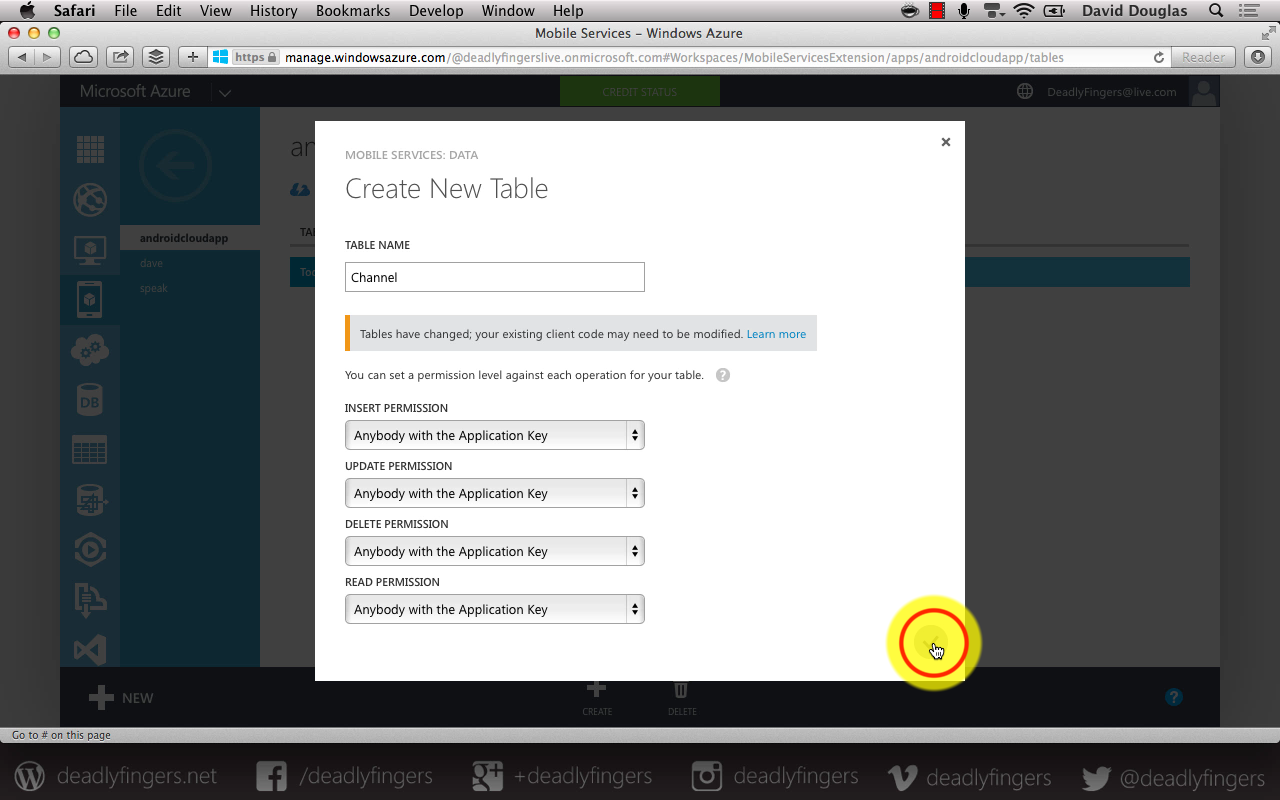 Safari File Edit View History Bookmarks Develop Window Help David Douglas
Mobile Services – Windows Azure
https manage.windowsazure.com/@deadlyfingerslive.onmicrosoft.com#Workspaces/MobileServicesExtension/apps/androidcloudapp/tables Reader
Microsoft Azure CREDIT STATUS DeadlyFingers@live.com
an
TA
androidcloudapp
dave
speak
Tod
DB
MOBILE SERVICES: DATA
Create New Table
TABLE NAME
Channel
Tables have changed; your existing client code may need to be modified. Learn more
You can set a permission level against each operation for your table. ?
INSERT PERMISSION
Anybody with the Application Key
UPDATE PERMISSION
Anybody with the Application Key
DELETE PERMISSION
Anybody with the Application Key
READ PERMISSION
Anybody with the Application Key
NEW CREATE DELETE ?
Go to # on this page
deadlyfingers.net /deadlyfingers +deadlyfingers deadlyfingers deadlyfingers @deadlyfingers